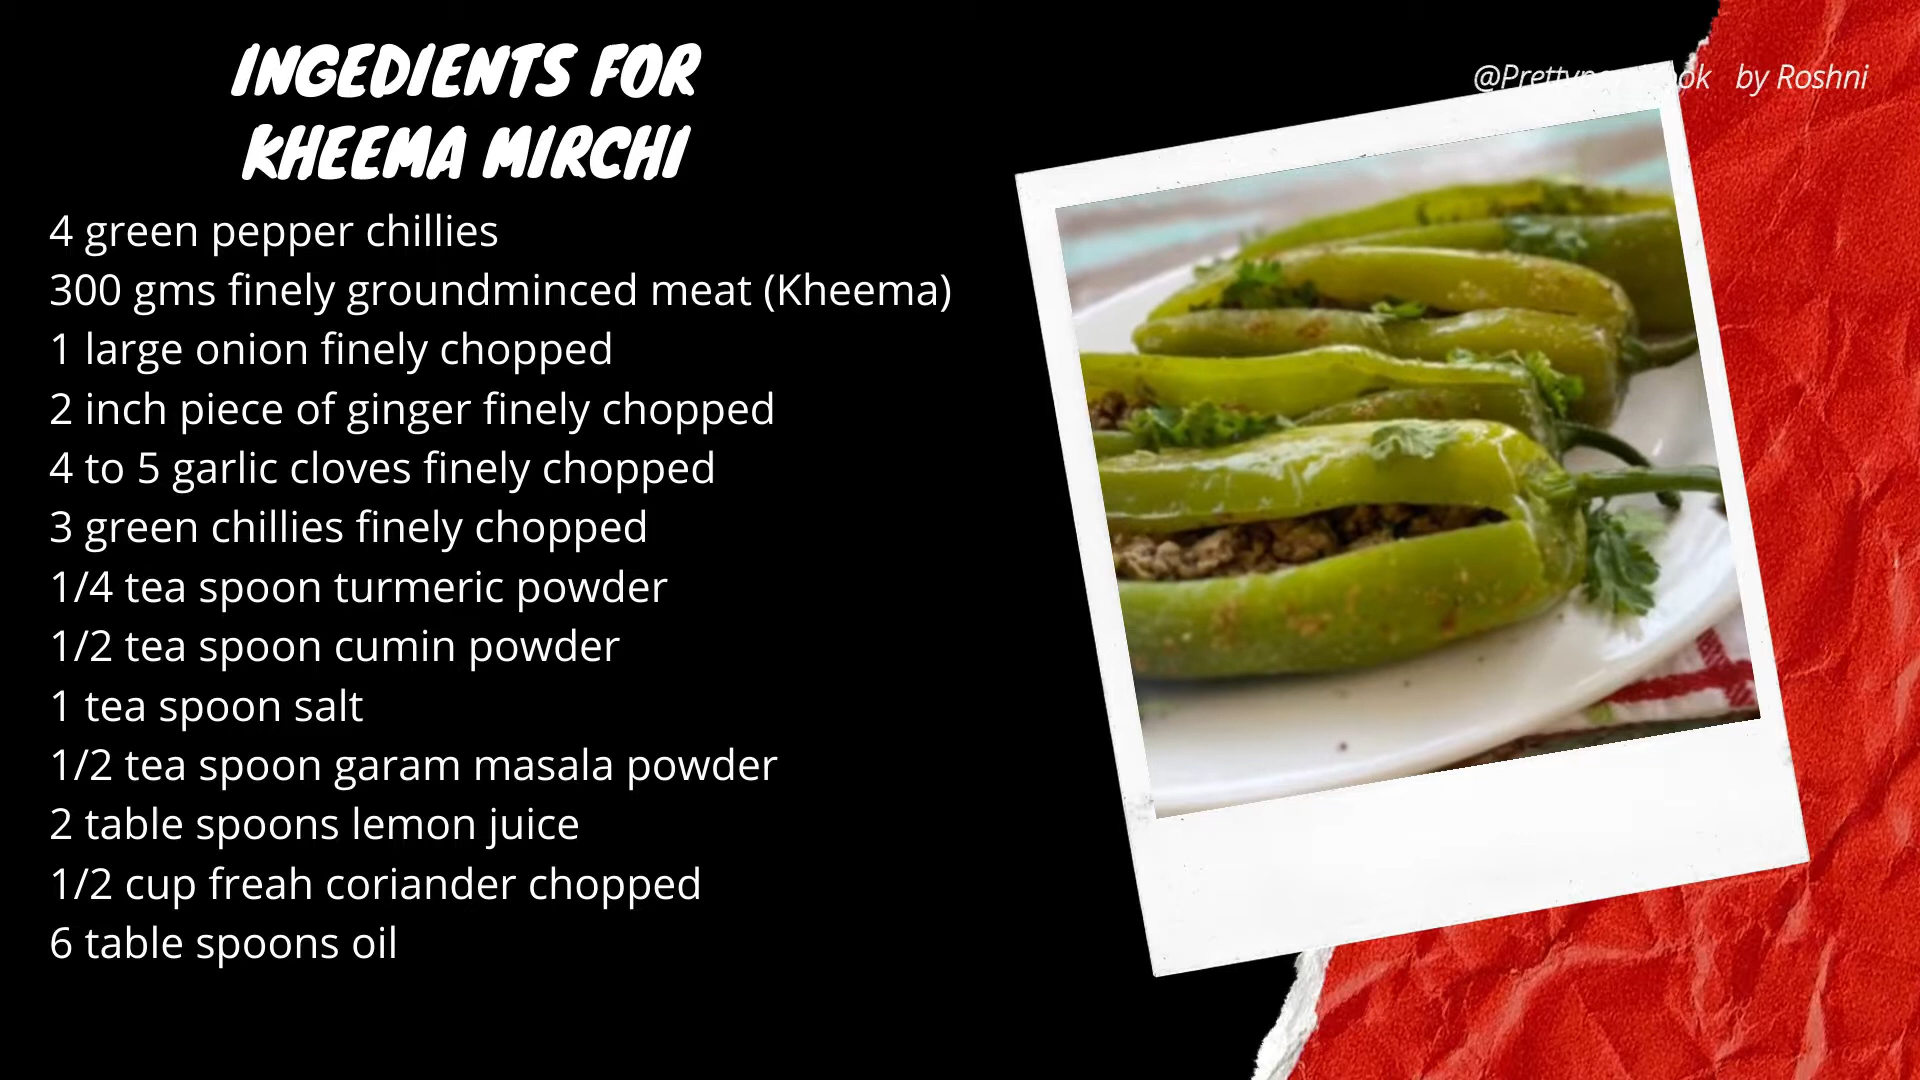 INGEDIENTS FOR
KHEEMA MIRCHI
@Pretty ok by Roshni
4 green pepper chillies
300 gms finely groundminced meat (Kheema)
1 large onion finely chopped
2 inch piece of ginger finely chopped
4 to 5 garlic cloves finely chopped
3 green chillies finely chopped
1/4 tea spoon turmeric powder
1/2 tea spoon cumin powder
1 tea spoon salt
1/2 tea spoon garam masala powder
2 table spoons lemon juice
1/2 cup freah coriander chopped
6 table spoons oil